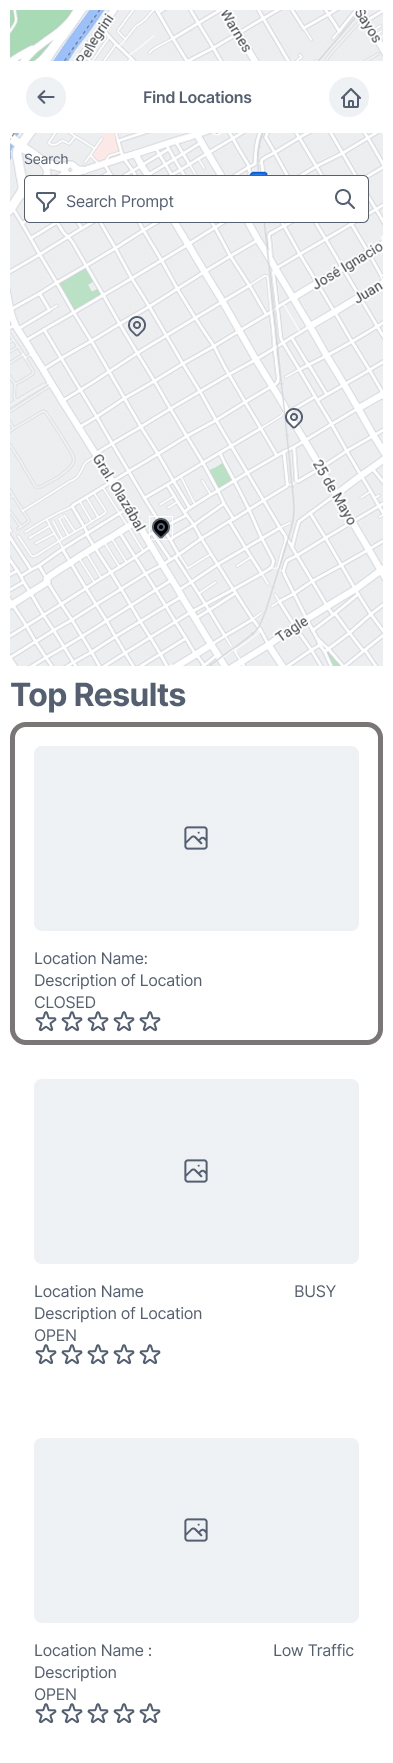 Pellegrini
Warnes
Sayos
Find Locations
Search
Search Prompt
José Ignacio
Juan
Gral. Olazábal
25 de Mayo
Tagle
Top Results
Location Name:
Description of Location
CLOSED
Location Name BUSY
Description of Location
OPEN
Location Name : Low Traffic
Description
OPEN